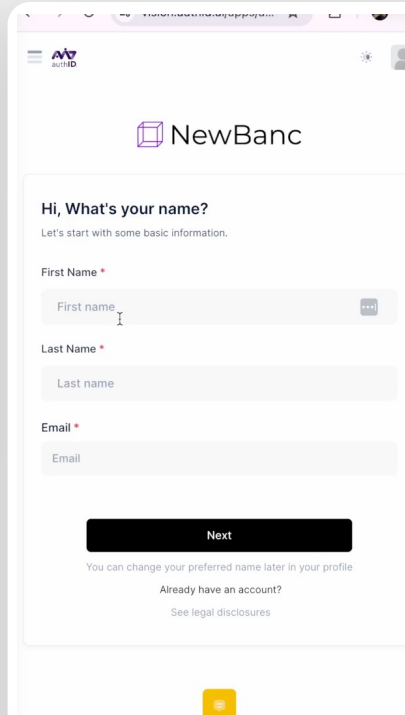 authID
NewBanc
Hi, What's your name?
Let's start with some basic information.
First Name *
First name
Last Name *
Last name
Email *
Email
Next
You can change your preferred name later in your profile
Already have an account?
See legal disclosures